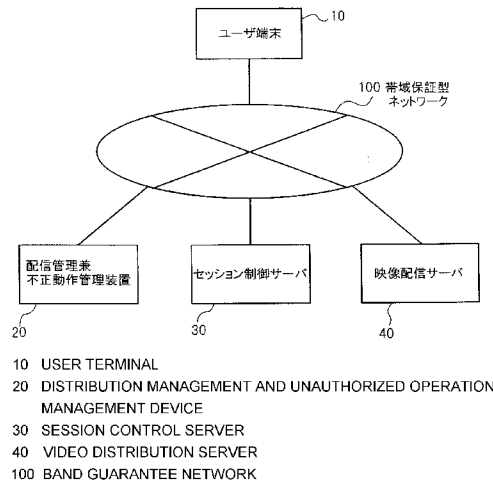 10
ユーザ端末
100 帯域保証型
ネットワーク
配信管理兼
不正動作管理装置
セッション制御サーバ
映像配信サーバ
20
30
40
10 USER TERMINAL
20 DISTRIBUTION MANAGEMENT AND UNAUTHORIZED OPERATION
MANAGEMENT DEVICE
30 SESSION CONTROL SERVER
40 VIDEO DISTRIBUTION SERVER
100 BAND GUARANTEE NETWORK